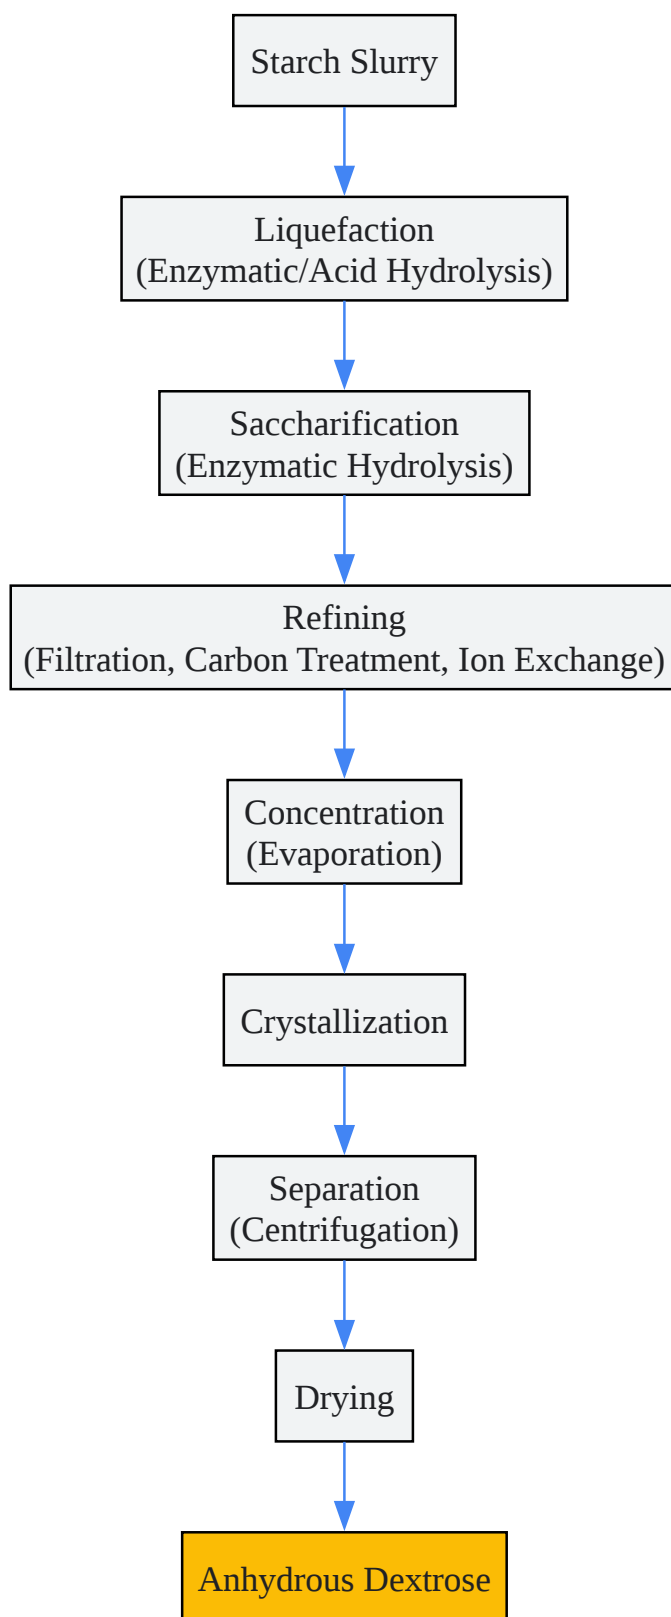 Starch Slurry
Liquefaction
(Enzymatic/Acid Hydrolysis)
Saccharification
(Enzymatic Hydrolysis)
Refining
(Filtration, Carbon Treatment, Ion Exchange)
Concentration
(Evaporation)
Crystallization
Separation
(Centrifugation)
Drying
Anhydrous Dextrose